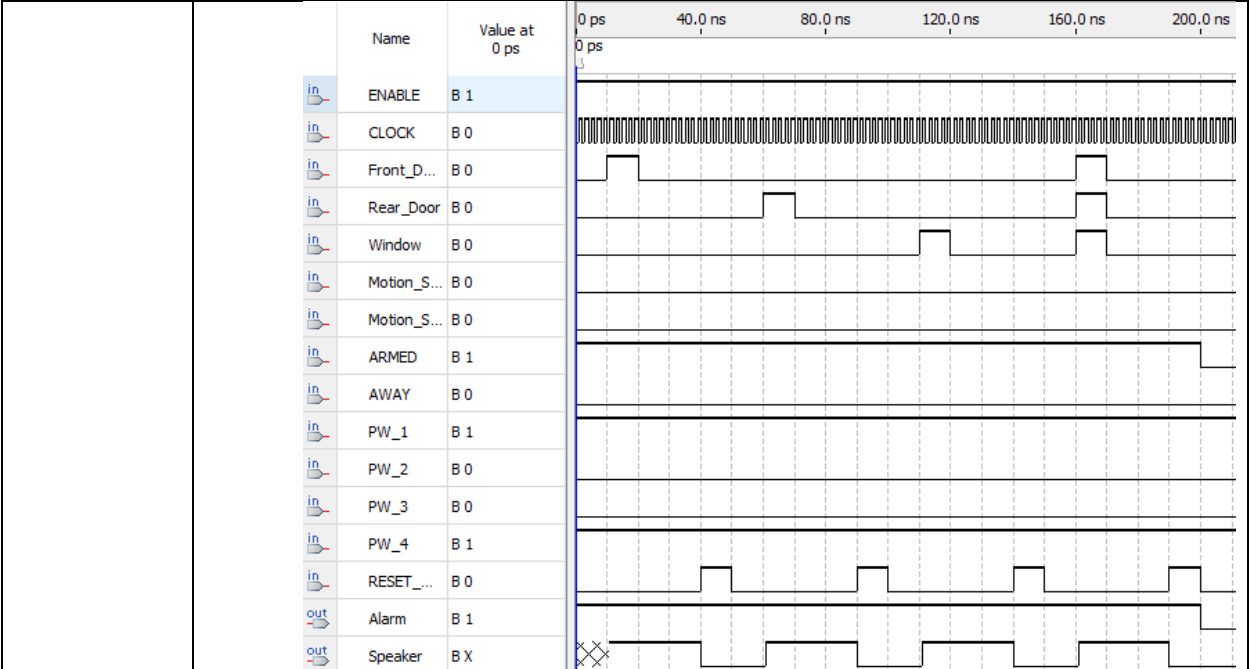 Name
Value at
0 ps
0 ps 40.0 ns 80.0 ns 120.0 ns 160.0 ns 200.0 ns
0 ps
in ENABLE B 1
in CLOCK B 0
in Front_D... B 0
in Rear_Door B 0
in Window B 0
in Motion_S... B 0
in Motion_S... B 0
in ARMED B 1
in AWAY B 0
in PW_1 B 1
in PW_2 B 0
in PW_3 B 0
in PW_4 B 1
in RESET_... B 0
out Alarm B 1
out Speaker B X